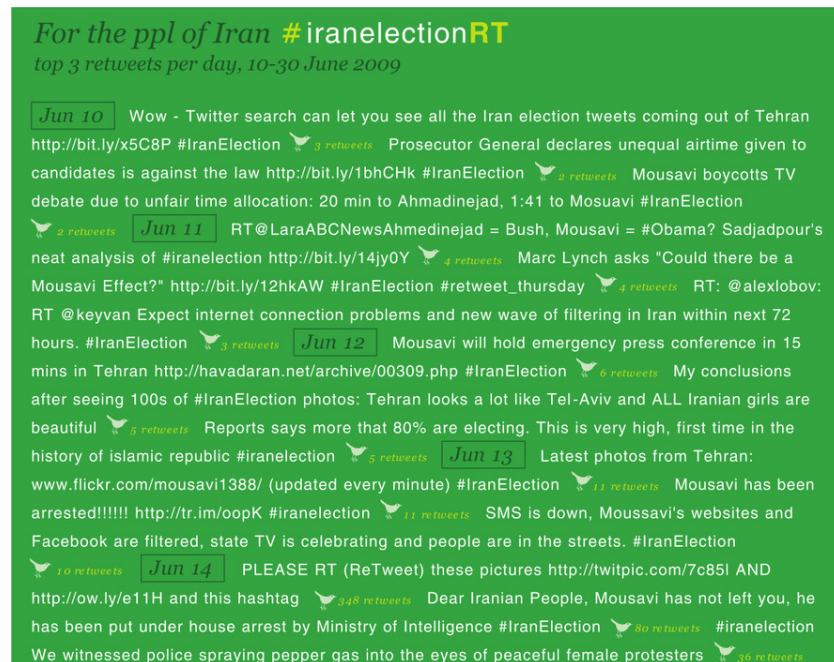 For the ppl of Iran #iranelectionRT
top 3 retweets per day, 10-30 June 2009
Jun 10 Wow - Twitter search can let you see all the Iran election tweets coming out of Tehran
http://bit.ly/x5C8P #IranElection 3 retweets Prosecutor General declares unequal airtime given to
candidates is against the law http://bit.ly/1bhCHk #IranElection 2 retweets Mousavi boycotts TV
debate due to unfair time allocation: 20 min to Ahmadinejad, 1:41 to Mosuavi #IranElection
2 retweets Jun 11 RT@LaraABCNewsAhmedinejad = Bush, Mousavi = #Obama? Sadjadpour's
neat analysis of #iranelection http://bit.ly/14jy0Y 4 retweets Marc Lynch asks "Could there be a
Mousavi Effect?" http://bit.ly/12hkAW #IranElection #retweet_thursday 4 retweets RT: @alexlobov:
RT @keyvan Expect internet connection problems and new wave of filtering in Iran within next 72
hours. #IranElection 3 retweets Jun 12 Mousavi will hold emergency press conference in 15
mins in Tehran http://havadaran.net/archive/00309.php #IranElection 6 retweets My conclusions
after seeing 100s of #IranElection photos: Tehran looks a lot like Tel-Aviv and ALL Iranian girls are
beautiful 5 retweets Reports says more that 80% are electing. This is very high, first time in the
history of islamic republic #iranelection 5 retweets Jun 13 Latest photos from Tehran:
www.flickr.com/mousavi1388/ (updated every minute) #IranElection 11 retweets Mousavi has been
arrested!!!!!! http://tr.im/oopK #iranelection 11 retweets SMS is down, Moussavi's websites and
Facebook are filtered, state TV is celebrating and people are in the streets. #IranElection
10 retweets Jun 14 PLEASE RT (ReTweet) these pictures http://twitpic.com/7c85l AND
http://ow.ly/e11H and this hashtag 348 retweets Dear Iranian People, Mousavi has not left you, he
has been put under house arrest by Ministry of Intelligence #IranElection 80 retweets #iranelection
We witnessed police spraying pepper gas into the eyes of peaceful female protesters 36 retweets